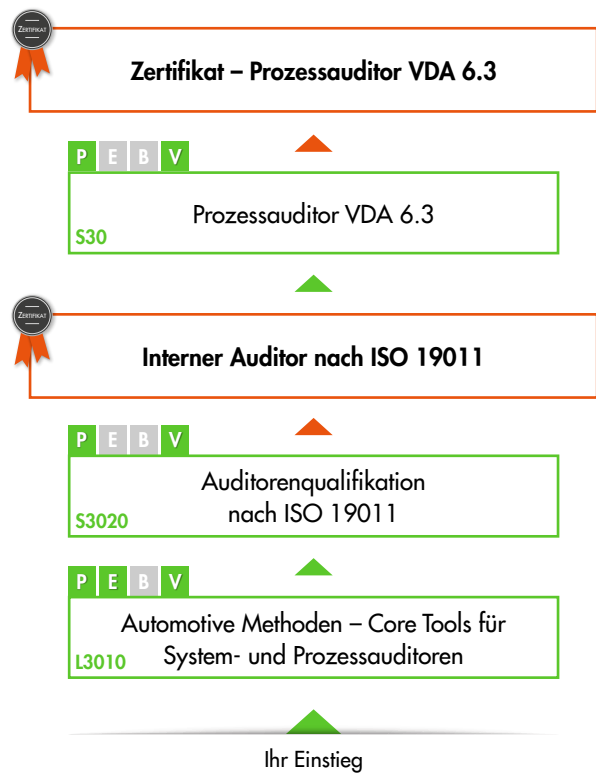 ZERTIFIKAT
Zertifikat – Prozessauditor VDA 6.3
P E B V
Prozessauditor VDA 6.3
S30
ZERTIFIKAT
Interner Auditor nach ISO 19011
P E B V
Auditorenqualifikation
nach ISO 19011
S3020
P E B V
Automotive Methoden – Core Tools für
System- und Prozessauditoren
L3010
Ihr Einstieg